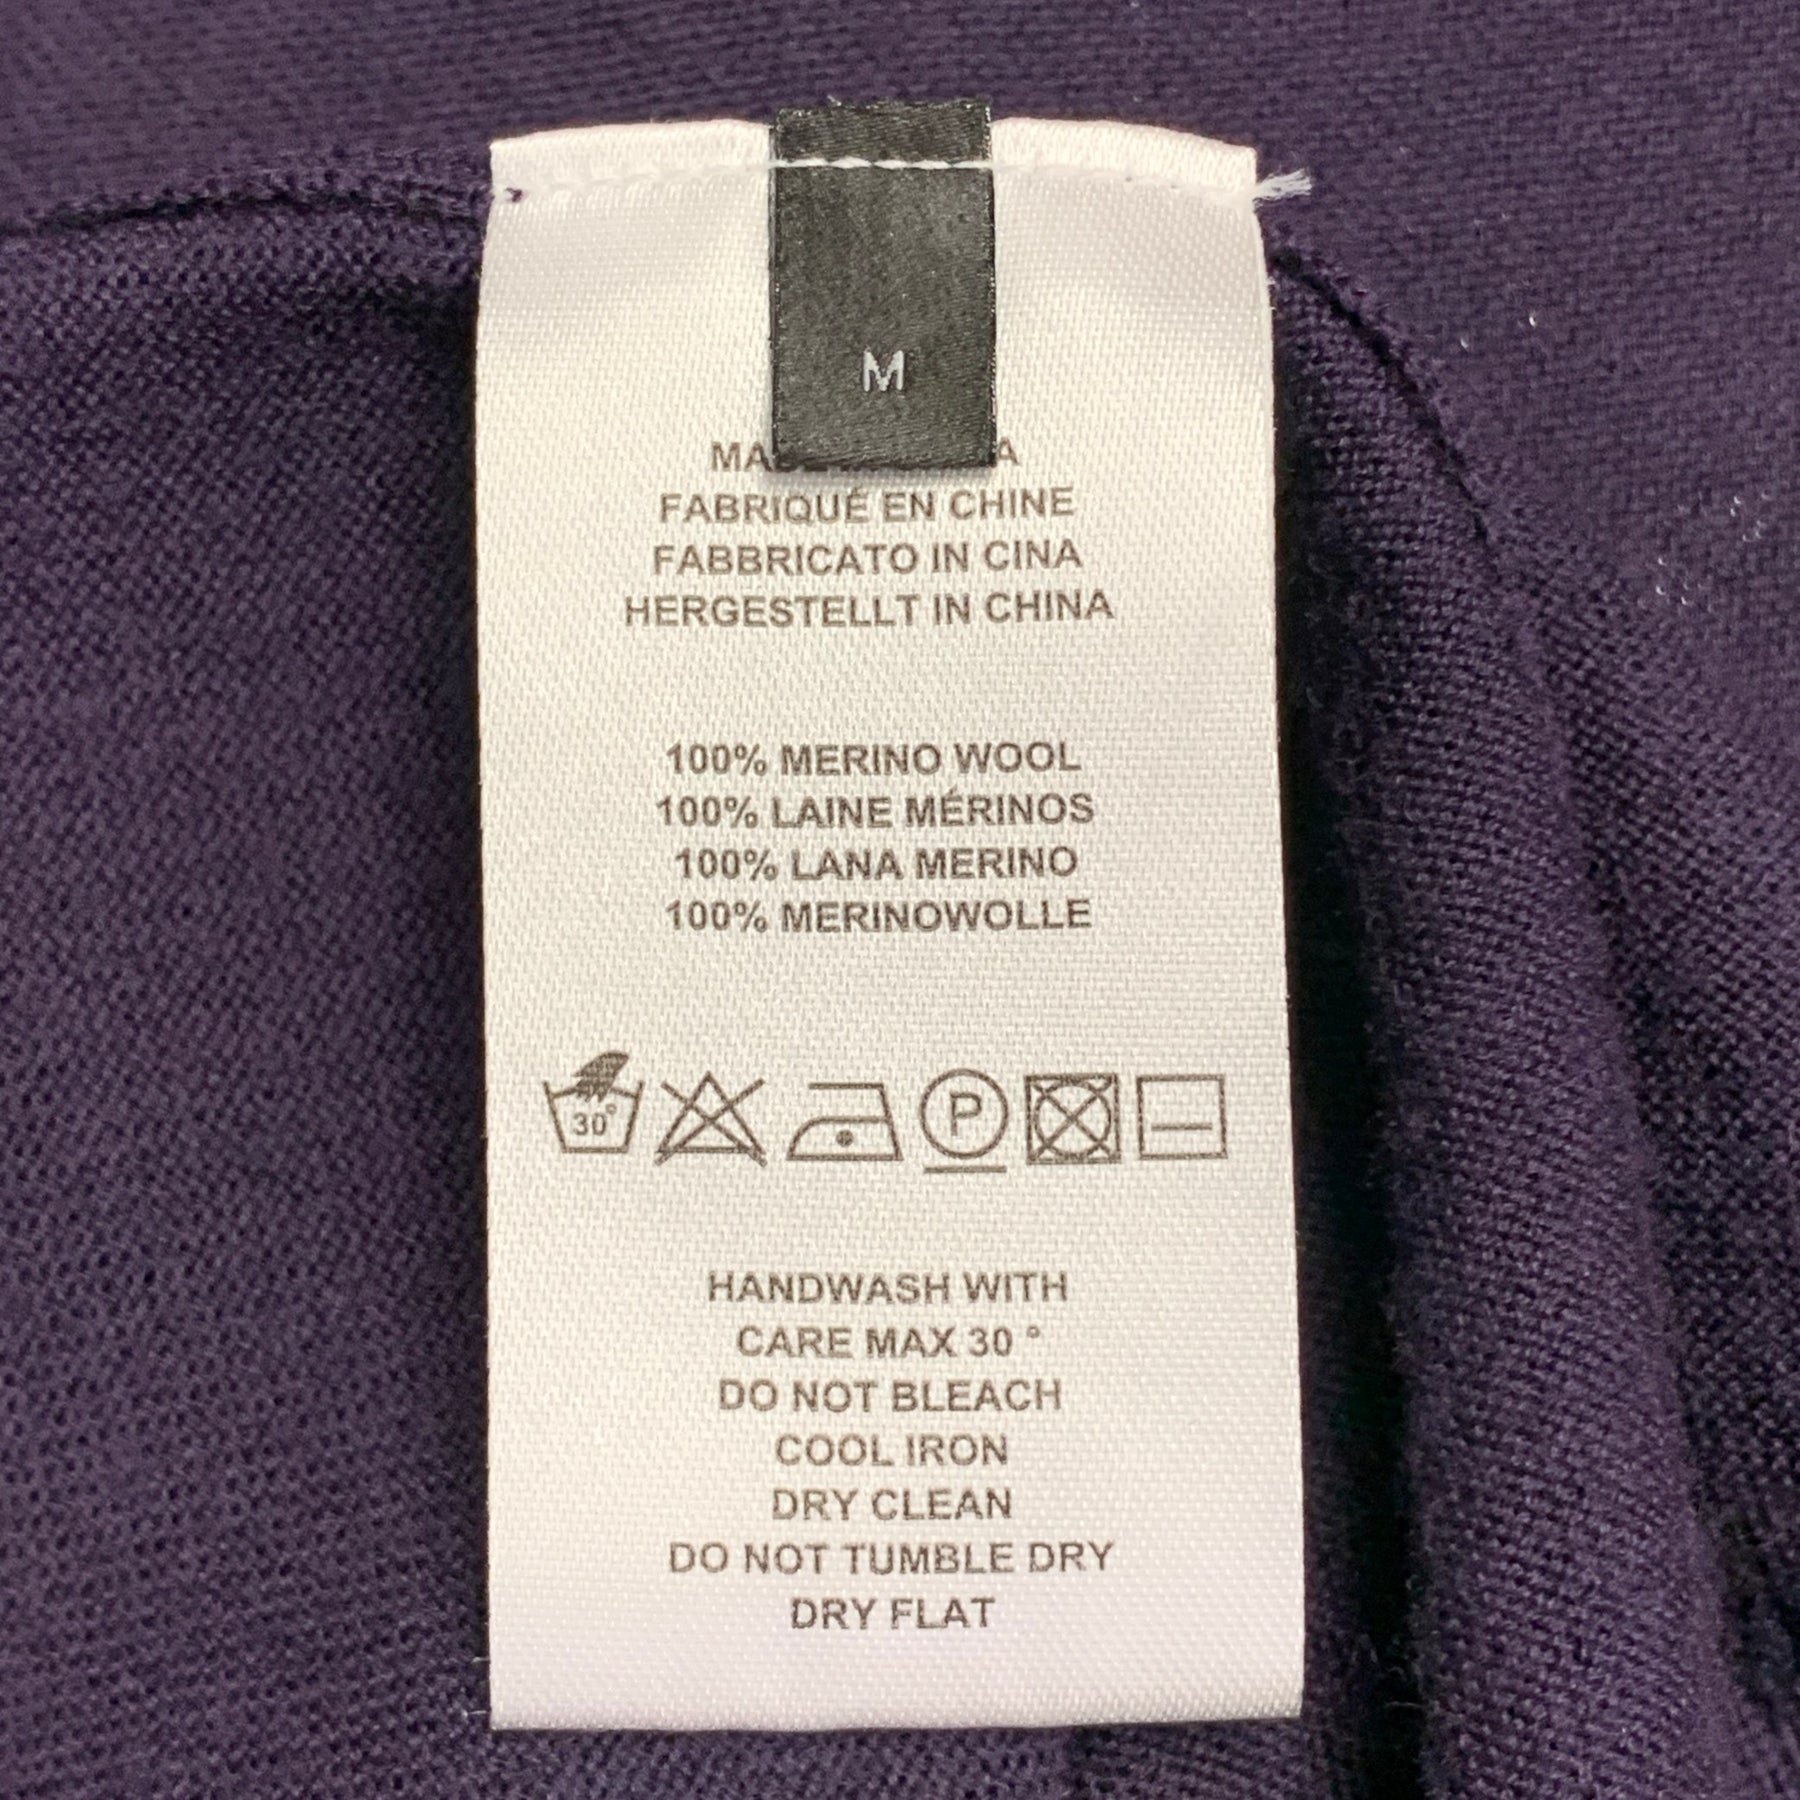 M
FABRIQUÉ EN CHINE
FABBRICATO IN CINA
HERGESTELLT IN CHINA
100% MERINO WOOL
100% LAINE MÉRINOS
100% LANA MERINO
100% MERINOWOLLE
30° P
HANDWASH WITH
CARE MAX 30 °
DO NOT BLEACH
COOL IRON
DRY CLEAN
DO NOT TUMBLE DRY
DRY FLAT